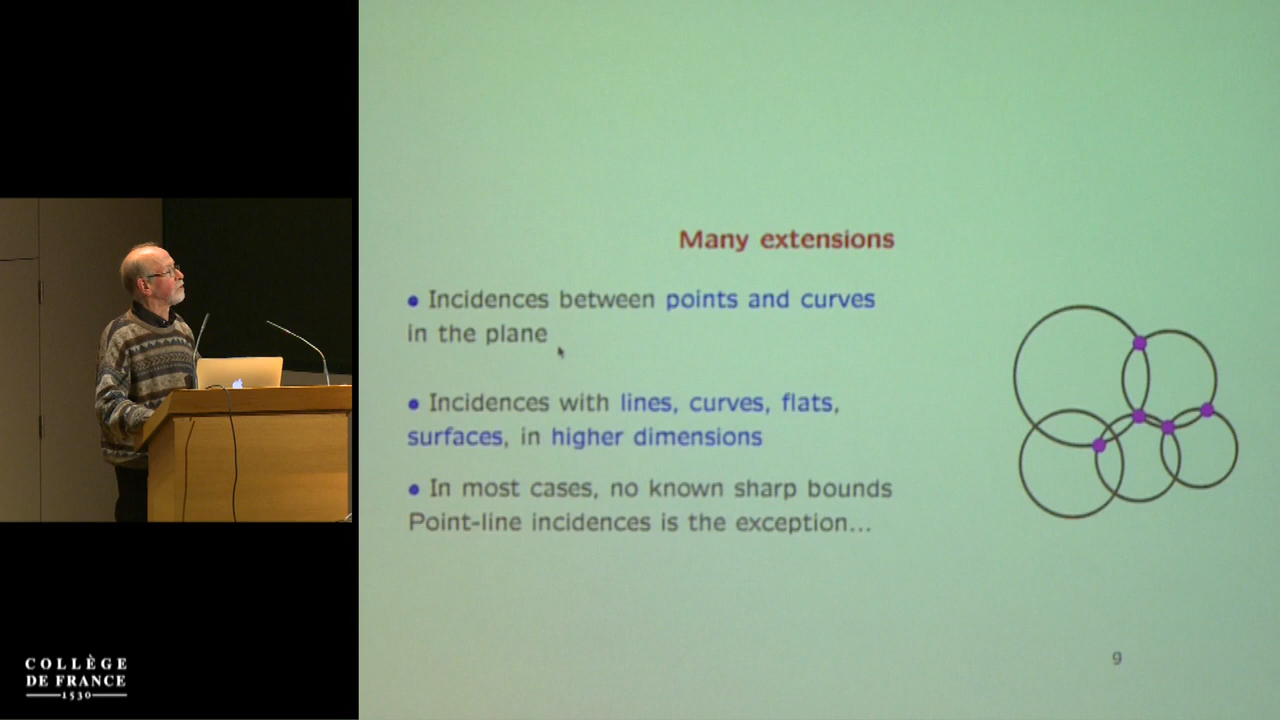 Many extensions
• Incidences between points and curves
in the plane
• Incidences with lines, curves, flats,
surfaces, in higher dimensions
• In most cases, no known sharp bounds
Point-line incidences is the exception...
9
COLLÈGE
DE FRANCE
1530